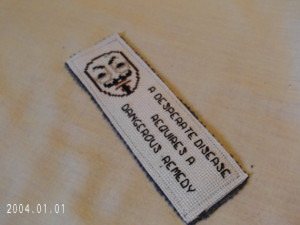 A DESPERATE DISEASE
REQUIRES A
DANGEROUS REMEDY
2004.01.01